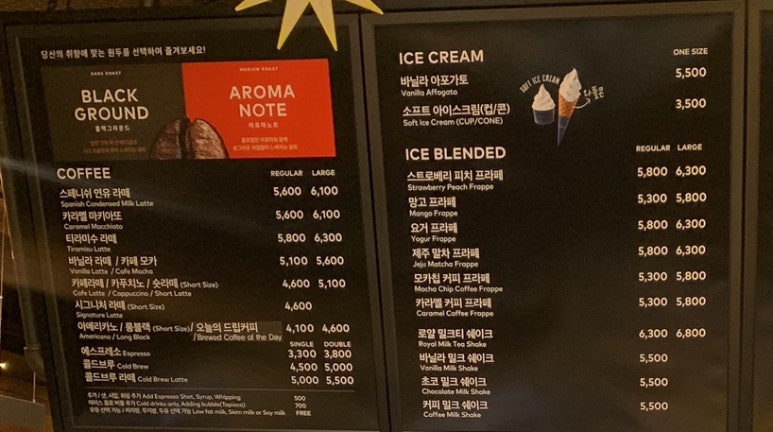 당신의 취향에 맞는 원두를 선택하여 즐겨보세요!
DARK ROAST
BLACK
GROUND
블랙그라운드
MEDIUM ROAST
AROMA
NOTE
아로마노트
COFFEE
REGULAR LARGE
스페니쉬 연유 라떼 5,600 6,100
Spanish Condensed Milk Latte
카라멜 마키아또 5,600 6,100
Caramel Macchiato
티라미수 라떼 5,800 6,300
Tiramisu Latte
바닐라 라떼 / 카페 모카 5,100 5,600
Vanilla Latte / Cafe Mocha
카페라떼 / 카푸치노 / 숏라떼 (Short Size) 4,600 5,100
Cafe Latte / Cappuccino / Short Latte
시그니처 라떼 (Short Size) 4,600
Signature Latte
아메리카노 / 롱블랙 (Short Size) / 오늘의 드립커피 4,100 4,600
Americano / Long Black / Brewed Coffee of the Day
SINGLE DOUBLE
에스프레소 Espresso 3,300 3,800
콜드브루 Cold Brew 4,500 5,000
콜드브루 라떼 Cold Brew Latte 5,000 5,500
추가 / 샷, 시럽, 휘핑 추가 Add Espresso Shot, Syrup, Whipping 500
Cold drinks only, Adding bubble(Tapioca) 700
Low fat milk, Skim milk or Soy milk FREE
ICE CREAM
ONE SIZE
바닐라 아포가토 5,500
Vanilla Affogato
소프트 아이스크림(컵/콘) 3,500
Soft Ice Cream (CUP/CONE)
SOFT ICE CREAM
ICE BLENDED
REGULAR LARGE
스트로베리 피치 프라페 5,800 6,300
Strawberry Peach Frappe
망고 프라페 5,300 5,800
Mango Frappe
요거 프라페 5,800 6,300
Yogur Frappe
제주 말차 프라페 5,800 6,300
Jeju Matcha Frappe
모카칩 커피 프라페 5,300 5,800
Mocha Chip Coffee Frappe
카라멜 커피 프라페 5,300 5,800
Caramel Coffee Frappe
로얄 밀크티 쉐이크 6,300 6,800
Royal Milk Tea Shake
바닐라 밀크 쉐이크 5,500
Vanilla Milk Shake
초코 밀크 쉐이크 5,500
Chocolate Milk Shake
커피 밀크 쉐이크 5,500
Coffee Milk Shake